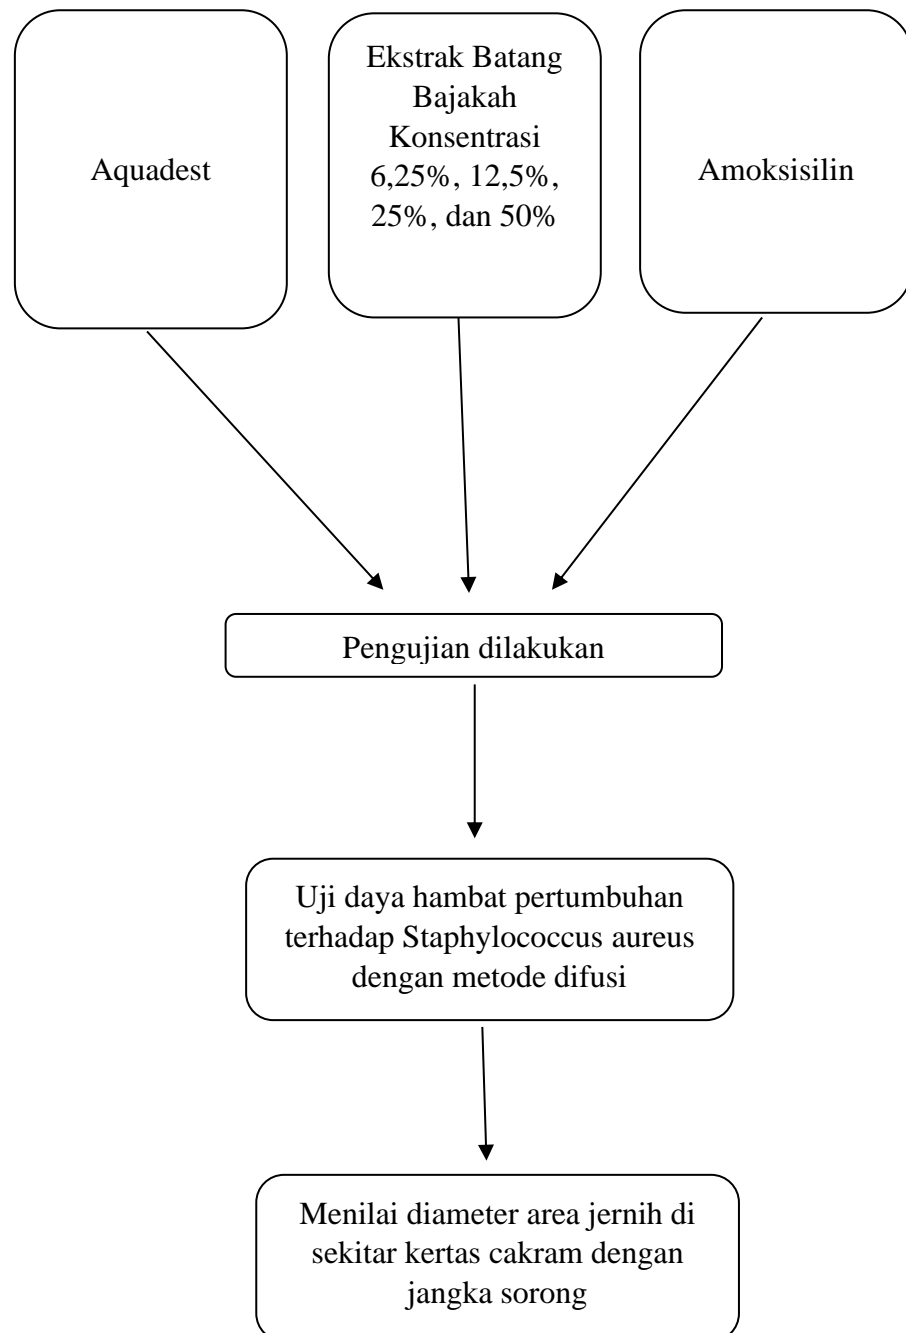 Aquadest
Ekstrak Batang
Bajakah
Konsentrasi
6,25%, 12,5%,
25%, dan 50%
Amoksisilin
Pengujian dilakukan
Uji daya hambat pertumbuhan
terhadap Staphylococcus aureus
dengan metode difusi
Menilai diameter area jernih di
sekitar kertas cakram dengan
jangka sorong